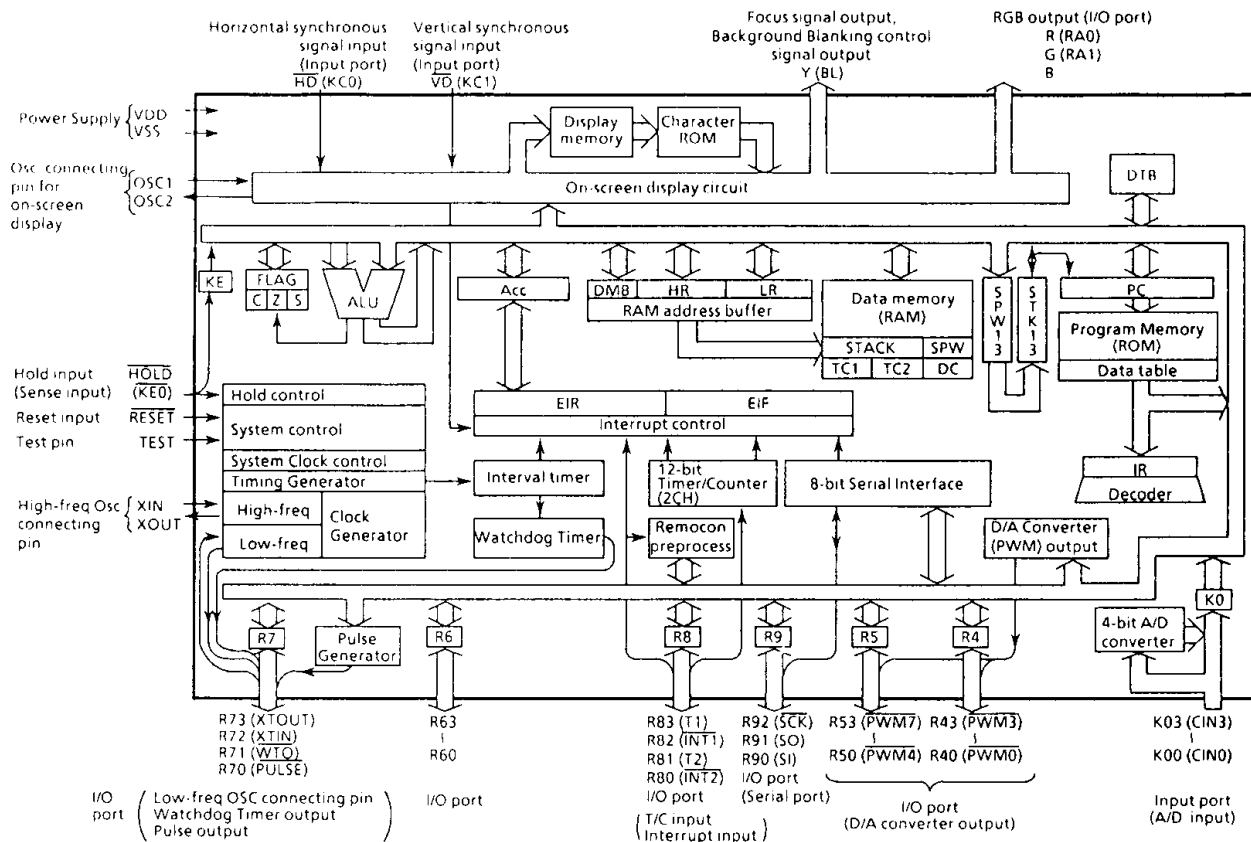 Horizontal synchronous
signal input
(Input port)
HD (KC0)
Vertical synchronous
signal input
(Input port)
VD (KC1)
Focus signal output,
Background Blanking control
signal output
Y (BL)
RGB output (I/O port)
R (RA0)
G (RA1)
B
Power Supply
VDD
VSS
Osc connecting
pin for
on-screen
display
OSC1
OSC2
Display
memory
Character
ROM
On-screen display circuit
DTB
KE
FLAG
C Z S
ALU
Acc
DMB HR LR
RAM address buffer
Data memory
(RAM)
STACK SPW
TC1 TC2 DC
SPW13
STK13
PC
Program Memory
(ROM)
Data table
IR
Decoder
Hold input
(Sense input)
HOLD
(KE0)
Reset input RESET
Test pin TEST
High-freq Osc
connecting
pin
XIN
XOUT
Hold control
System control
System Clock control
Timing Generator
High-freq
Low-freq
Clock
Generator
EIR EIF
Interrupt control
Interval timer
Watchdog Timer
12-bit
Timer/Counter
(2CH)
Remocon
preprocess
8-bit Serial Interface
D/A Converter
(PWM) output
R7
Pulse
Generator
R6
R8
R9
R5
R4
4-bit A/D
converter
K0
R73 (XTOUT)
R72 (XTIN)
R71 (WTO)
R70 (PULSE)
I/O
port
Low-freq OSC connecting pin
Watchdog Timer output
Pulse output
R63
~
R60
I/O port
R83 (T1)
R82 (INT1)
R81 (T2)
R80 (INT2)
I/O port
(T/C input
Interrupt input)
R92 (SCK)
R91 (SO)
R90 (SI)
I/O port
(Serial port)
R53 (PWM7)
~
R50 (PWM4)
R43 (PWM3)
~
R40 (PWM0)
I/O port
(D/A converter output)
K03 (CIN3)
~
K00 (CIN0)
Input port
(A/D input)